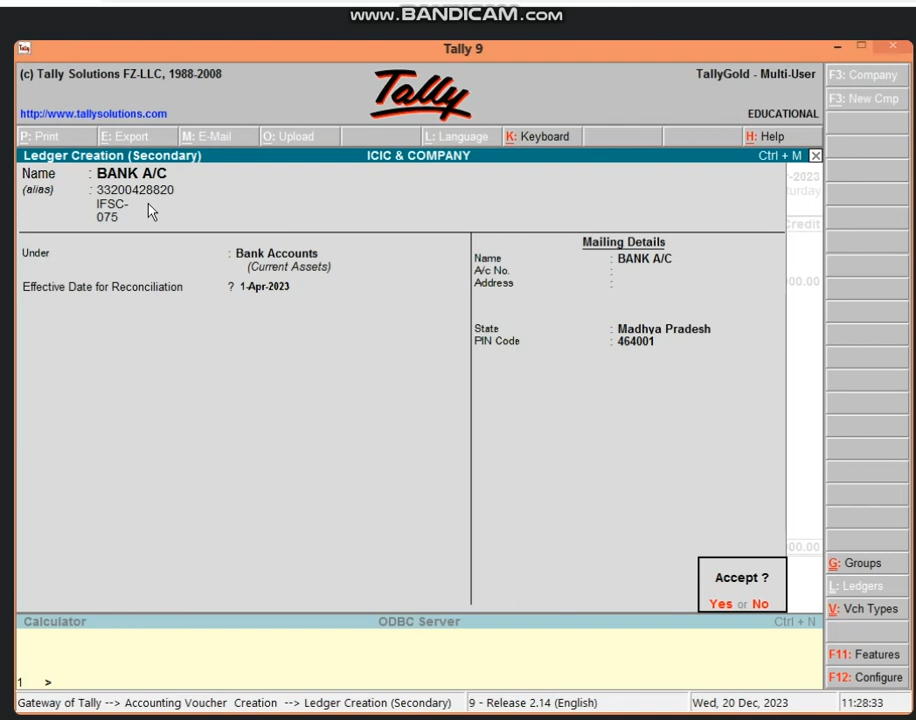 www.BANDICAM.com
Tally 9
Tally
(c) Tally Solutions FZ-LLC, 1988-2008
Tally
TallyGold - Multi-User
F3: Company
F3: New Cmp
http://www.tallysolutions.com
EDUCATIONAL
P: Print E: Export M: E-Mail O: Upload L: Language K: Keyboard H: Help
Ledger Creation (Secondary) ICIC & COMPANY Ctrl + M
Name : BANK A/C
(alias) : 33200428820
IFSC-
075
-2023
urday
Credit
Under : Bank Accounts
(Current Assets)
Effective Date for Reconciliation ? 1-Apr-2023
Mailing Details
Name : BANK A/C
A/c No. :
Address :
State : Madhya Pradesh
PIN Code : 464001
00.00
00.00
Accept ?
Yes or No
G: Groups
L: Ledgers
V: Vch Types
F11: Features
F12: Configure
Calculator ODBC Server Ctrl + N
1 >
Gateway of Tally --> Accounting Voucher Creation --> Ledger Creation (Secondary) 9 - Release 2.14 (English) Wed, 20 Dec, 2023 11:28:33